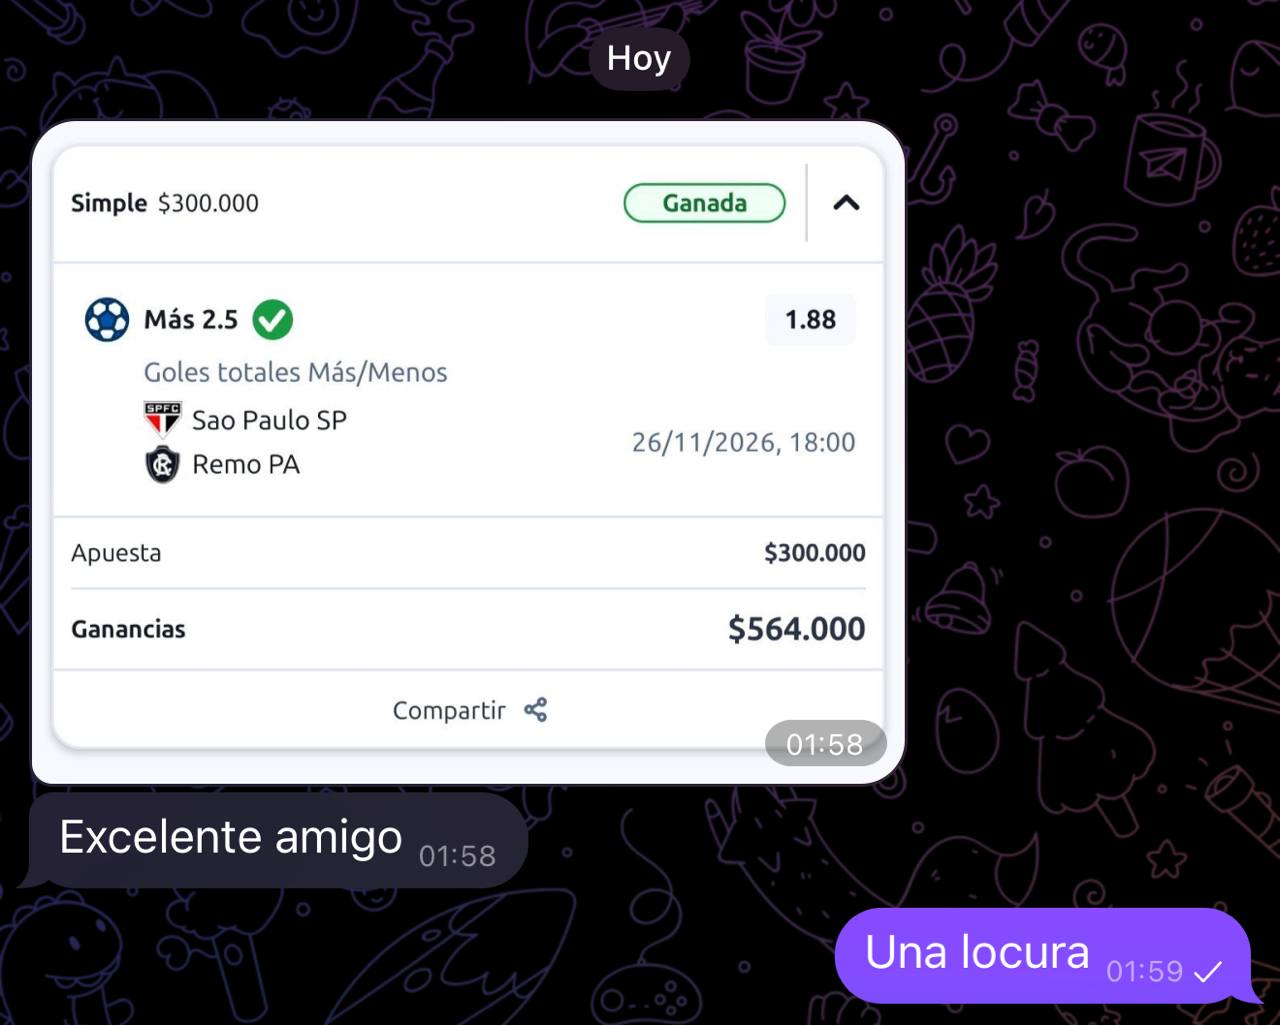 Hoy
Simple $300.000 Ganada
Más 2.5 1.88
Goles totales Más/Menos
SPFC Sao Paulo SP
Remo PA 26/11/2026, 18:00
Apuesta $300.000
Ganancias $564.000
Compartir
01:58
Excelente amigo 01:58
Una locura 01:59